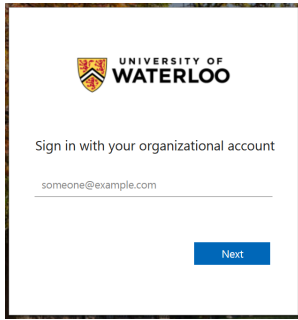 UNIVERSITY OF
WATERLOO
Sign in with your organizational account
someone@example.com
Next